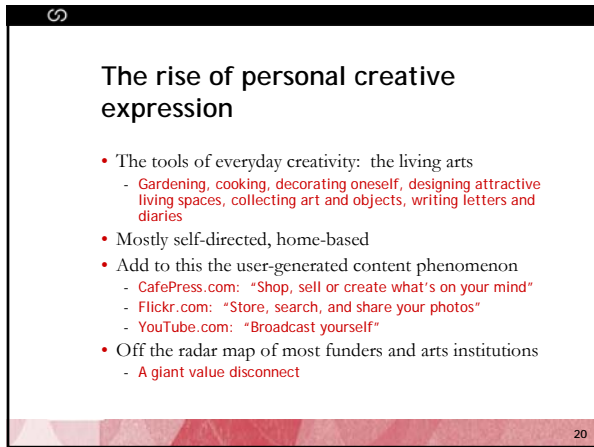 The rise of personal creative
expression
• The tools of everyday creativity: the living arts
- Gardening, cooking, decorating oneself, designing attractive
living spaces, collecting art and objects, writing letters and
diaries
• Mostly self-directed, home-based
• Add to this the user-generated content phenomenon
- CafePress.com: “Shop, sell or create what's on your mind”
- Flickr.com: “Store, search, and share your photos”
- YouTube.com: “Broadcast yourself”
• Off the radar map of most funders and arts institutions
- A giant value disconnect
20